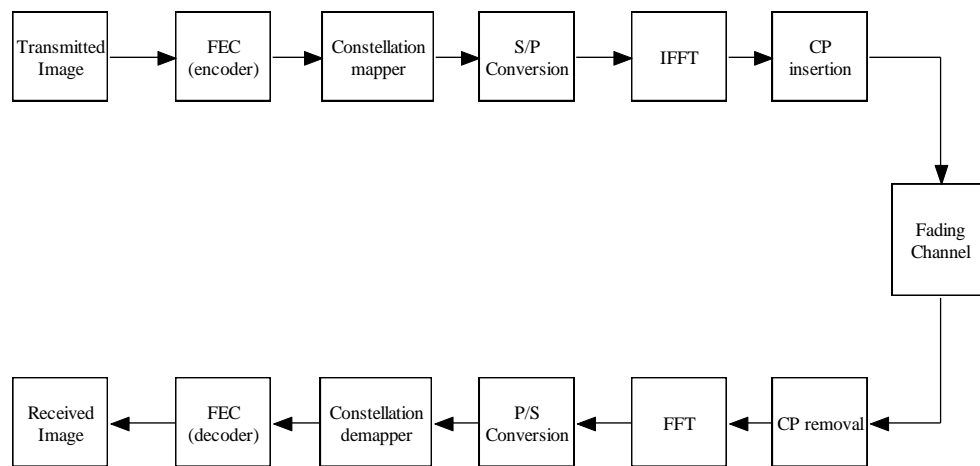 Transmitted
Image
FEC
(encoder)
Constellation
mapper
S/P
Conversion
IFFT
CP
insertion
Fading
Channel
Received
Image
FEC
(decoder)
Constellation
demapper
P/S
Conversion
FFT
CP removal